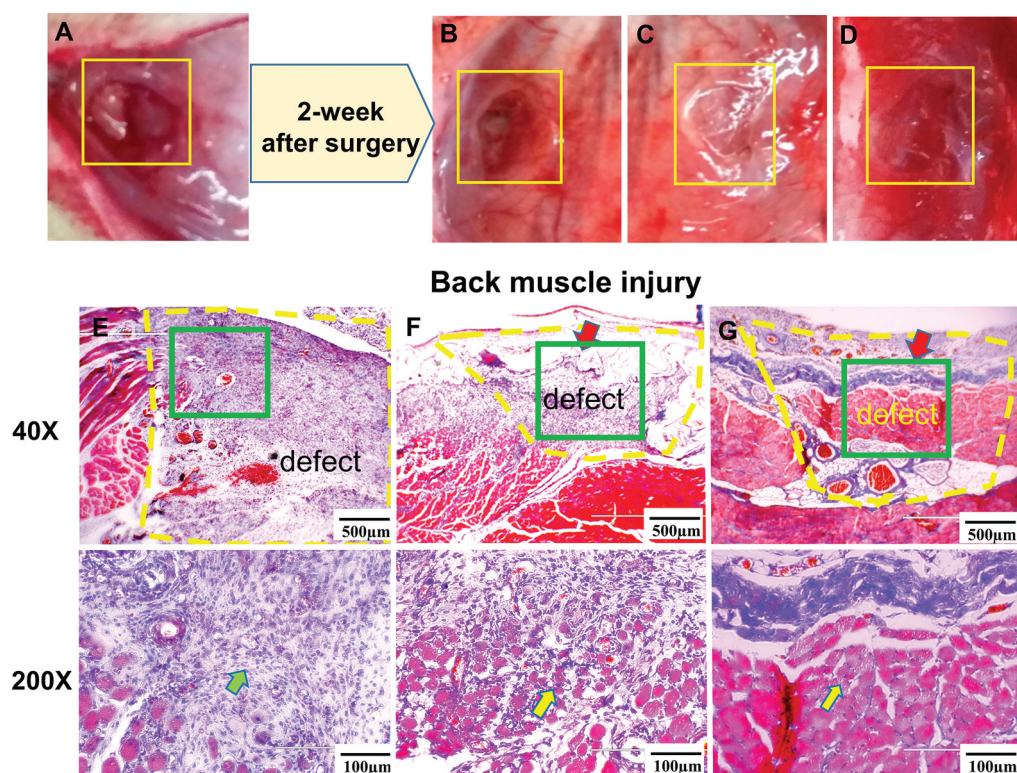 A
B
C
D
2-week
after surgery
Back muscle injury
E
F
G
40X
defect
defect
defect
500μm
500μm
500μm
200X
100μm
100μm
100μm